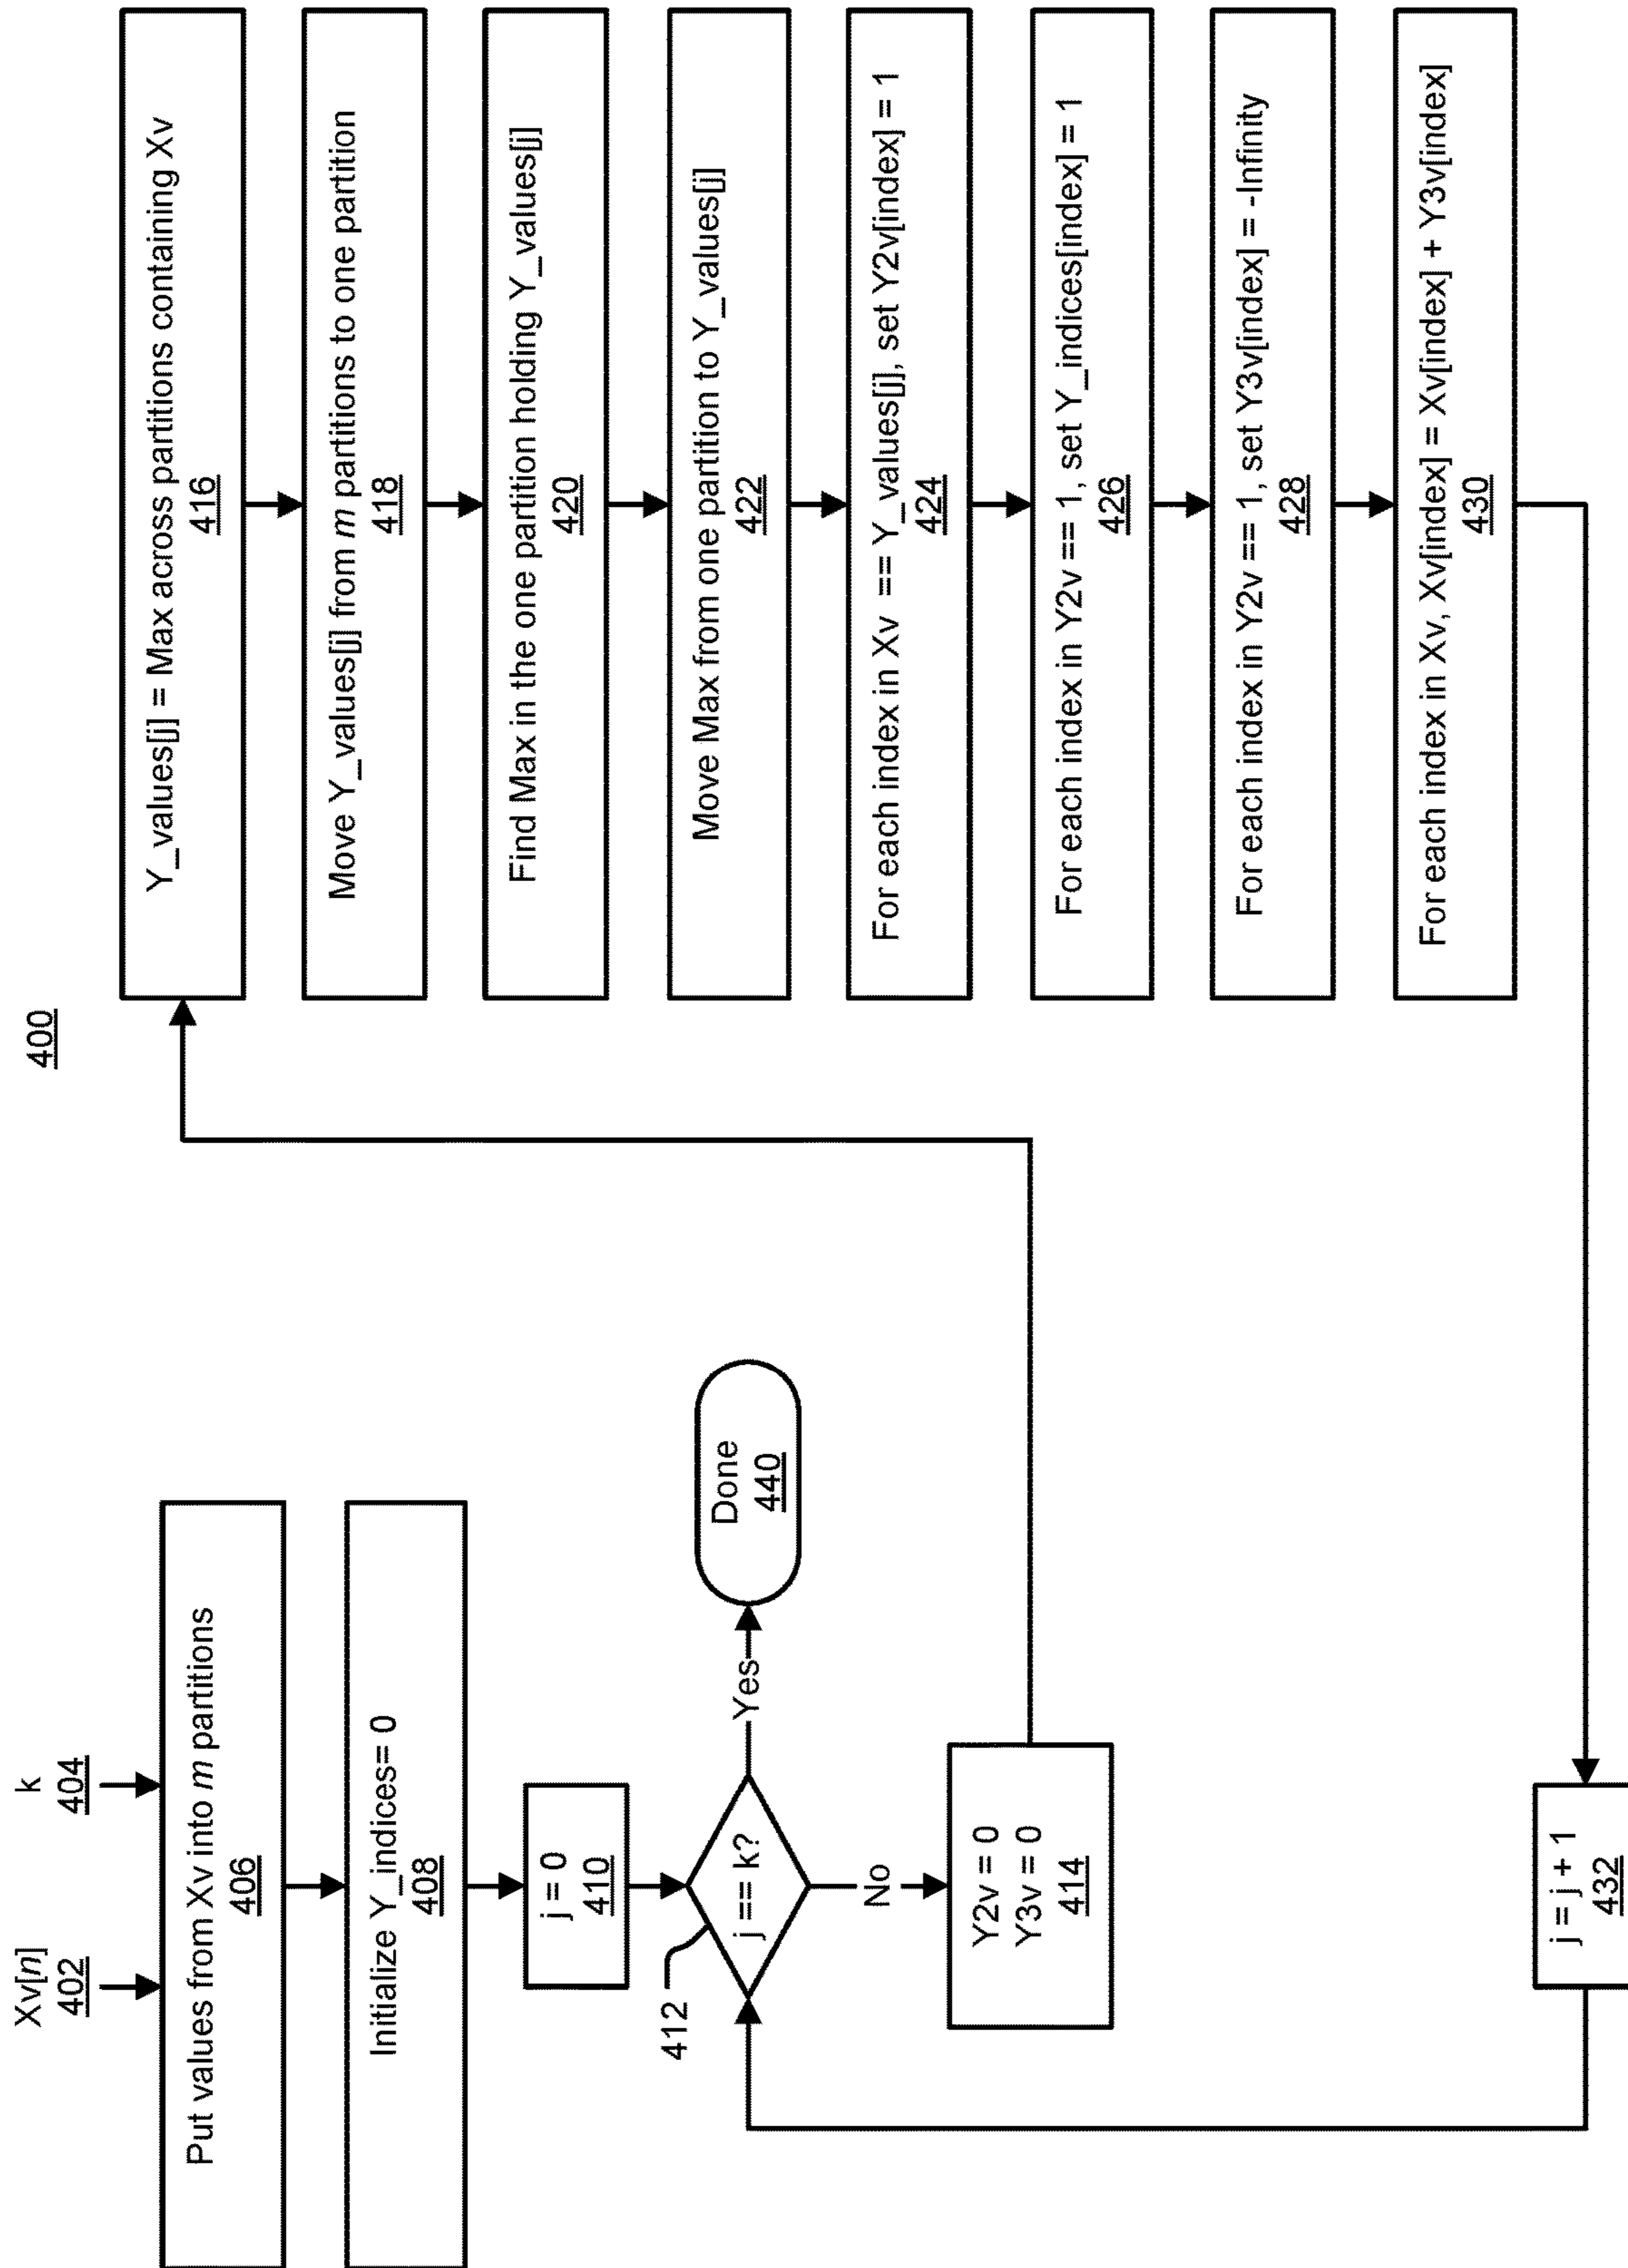 400
Xv[n]
402
k
404
Put values from Xv into m partitions
406
Initialize Y_indices= 0
408
j = 0
410
412
j == k?
Yes
Done
440
No
Y2v = 0
Y3v = 0
414
Y_values[j] = Max across partitions containing Xv
416
Move Y_values[j] from m partitions to one partition
418
Find Max in the one partition holding Y_values[j]
420
Move Max from one partition to Y_values[j]
422
For each index in Xv == Y_values[j], set Y2v[index] = 1
424
For each index in Y2v == 1, set Y_indices[index] = 1
426
For each index in Y2v == 1, set Y3v[index] = -Infinity
428
For each index in Xv, Xv[index] = Xv[index] + Y3v[index]
430
j = j + 1
432